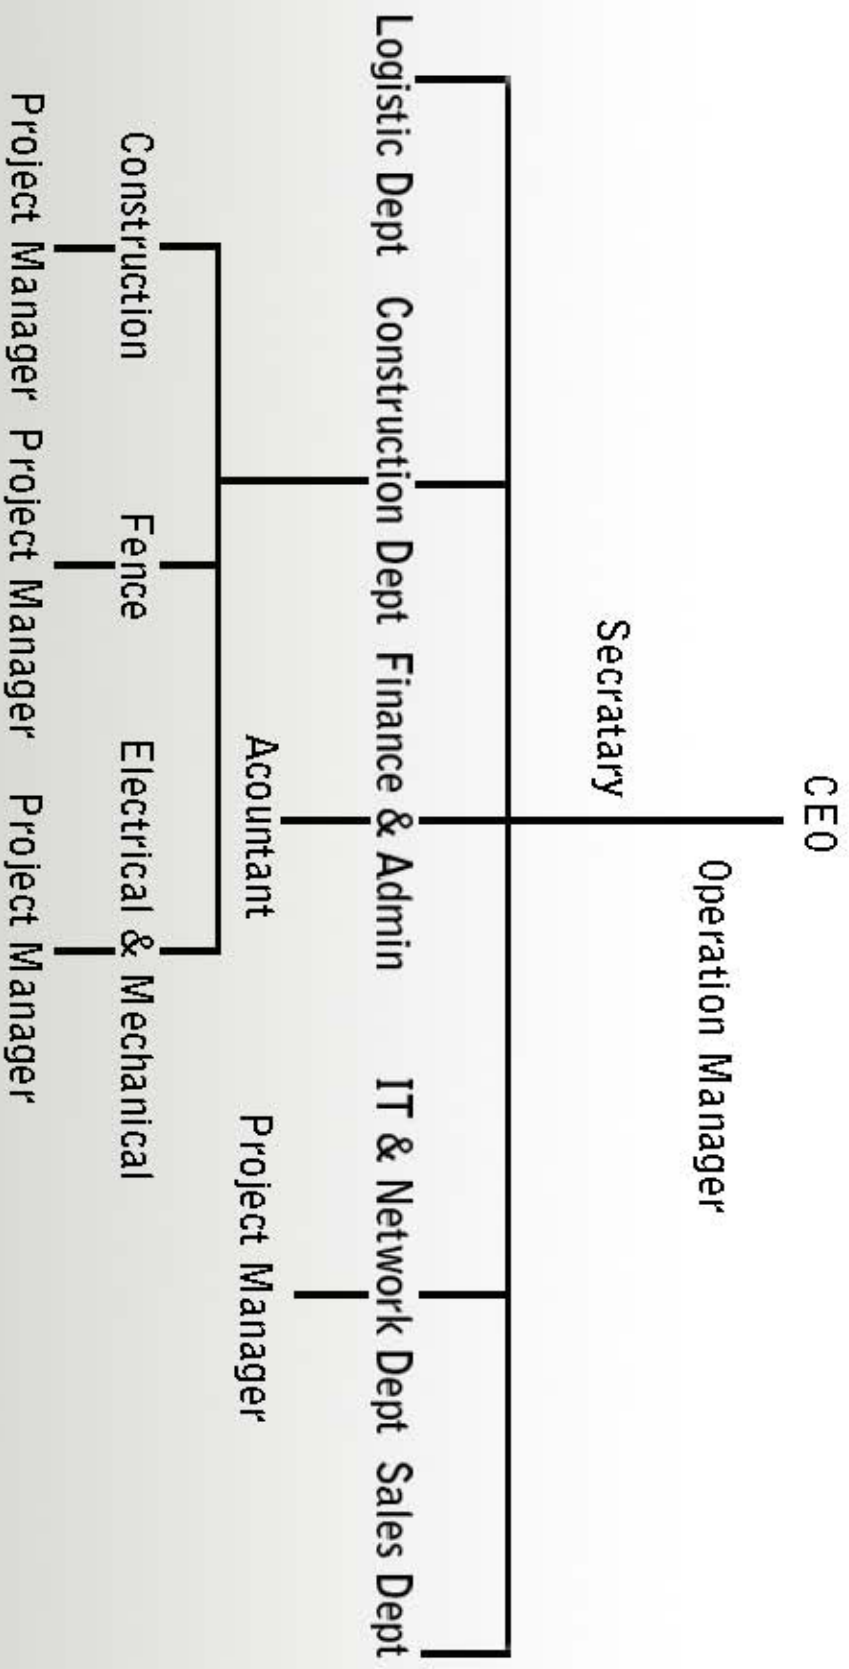 CEO
Operation Manager
Secratary
Logistic Dept
Construction Dept
Finance & Admin
IT & Network Dept
Sales Dept
Acountant
Project Manager
Construction
Fence
Electrical & Mechanical
Project Manager
Project Manager
Project Manager